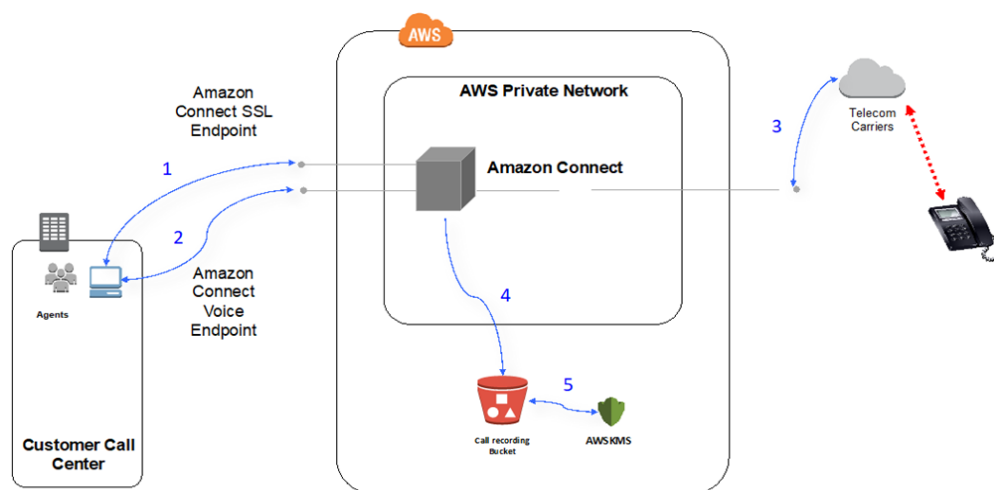 AWS
Amazon
Connect SSL
Endpoint
AWS Private Network
Telecom
Carriers
3
1
Amazon Connect
2
Amazon
Connect
Voice
Endpoint
4
Agents
5
Call recording
Bucket
AWS KMS
Customer Call
Center